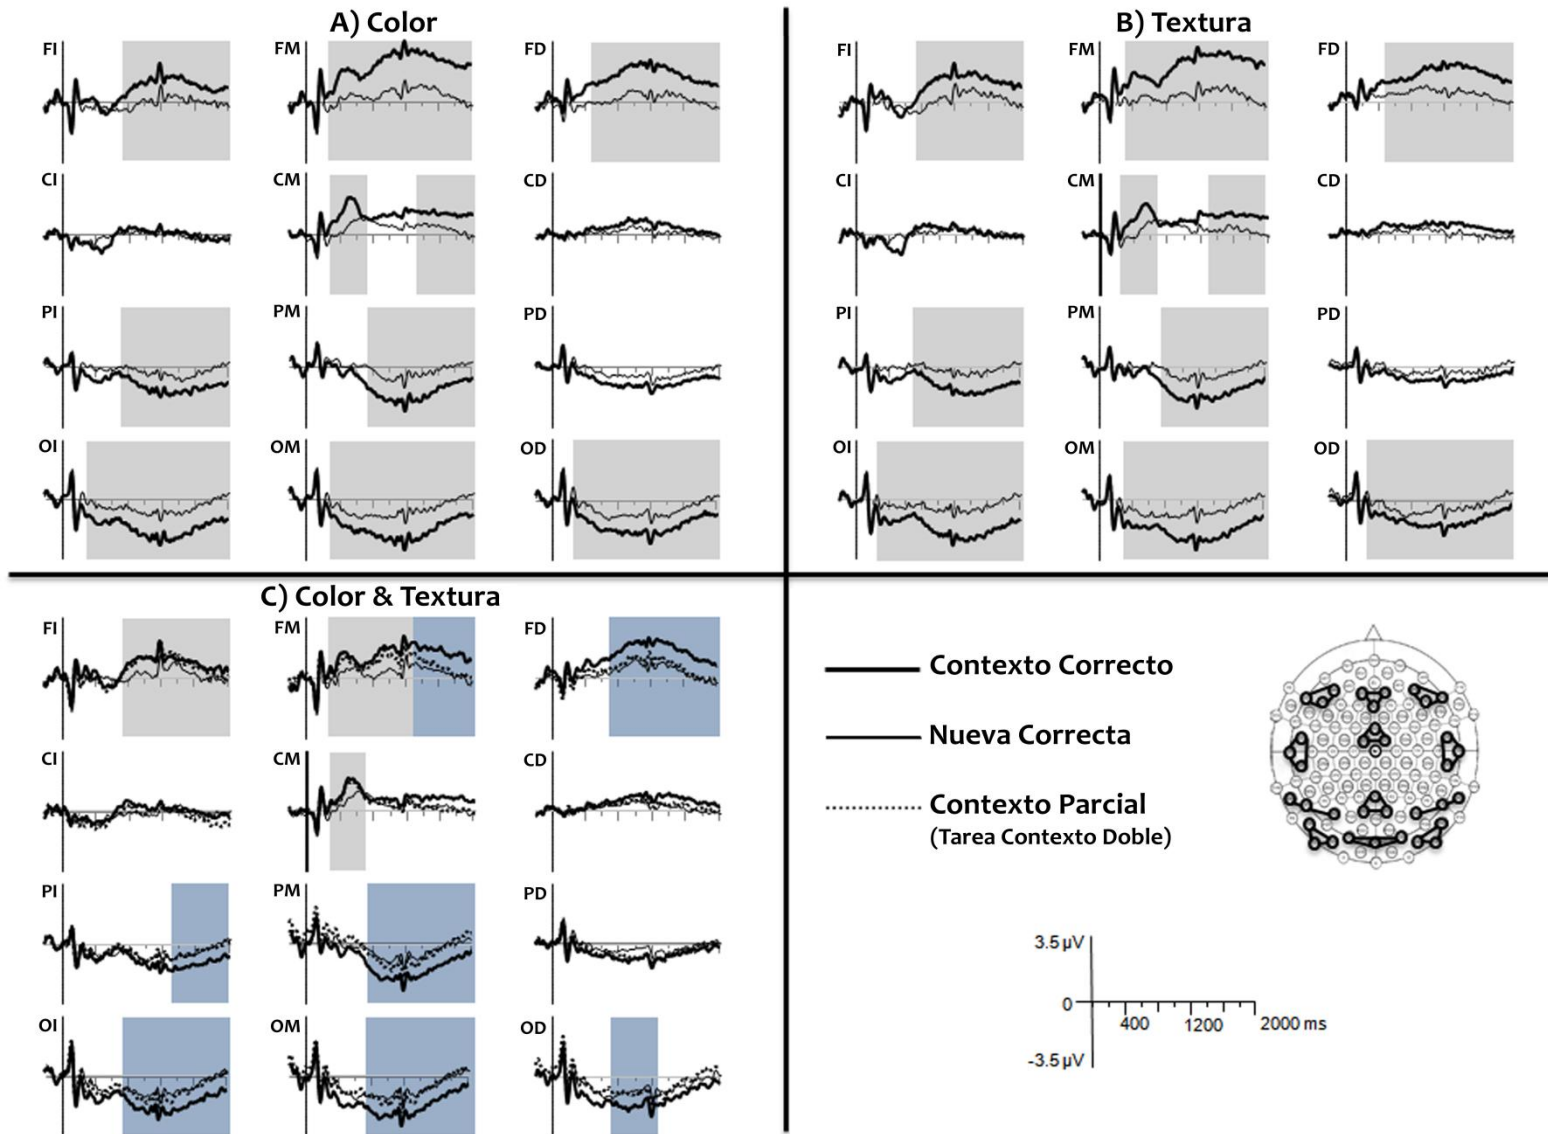 A) Color
FI
FM
FD
CI
CM
CD
PI
PM
PD
OI
OM
OD
B) Textura
FI
FM
FD
CI
CM
CD
PI
PM
PD
OI
OM
OD
C) Color & Textura
FI
FM
FD
CI
CM
CD
PI
PM
PD
OI
OM
OD
Contexto Correcto
Nueva Correcta
Contexto Parcial
(Tarea Contexto Doble)
3.5 µV
0
400
1200
2000 ms
-3.5 µV